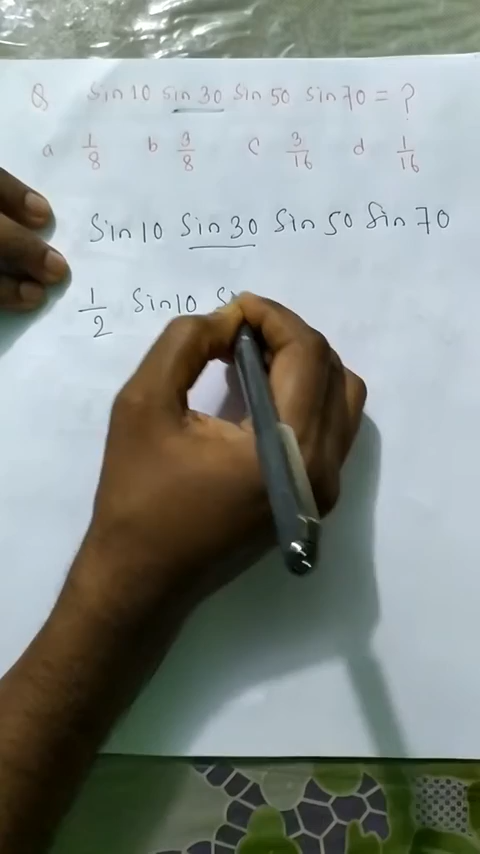 Q Sin 10 Sin 30 Sin 50 Sin 70 = ?
a 1/8 b 3/8 c 3/16 d 1/16
Sin 10 Sin 30 Sin 50 Sin 70
1/2 Sin 10